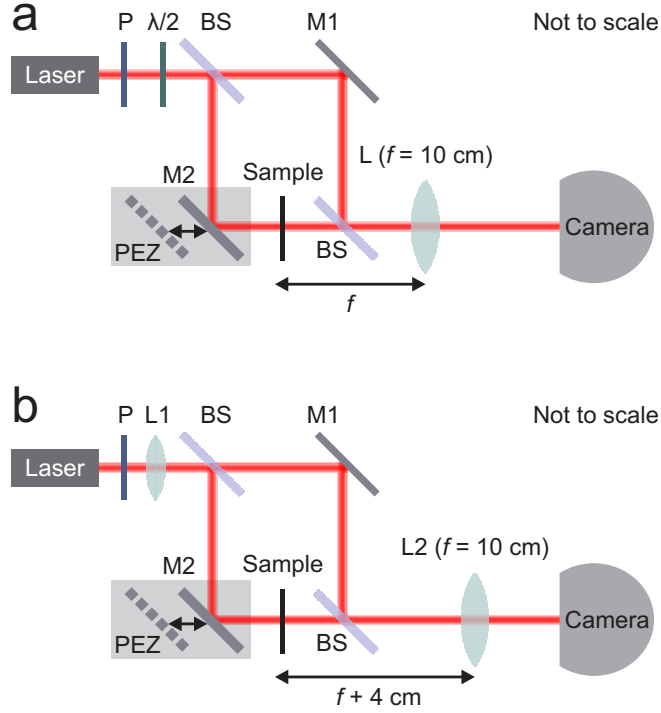 a
P λ/2 BS M1 Not to scale
Laser
L (f = 10 cm)
M2 Sample
Camera
PEZ BS
f
b
P L1 BS M1 Not to scale
Laser
L2 (f = 10 cm)
M2 Sample
Camera
PEZ BS
f + 4 cm